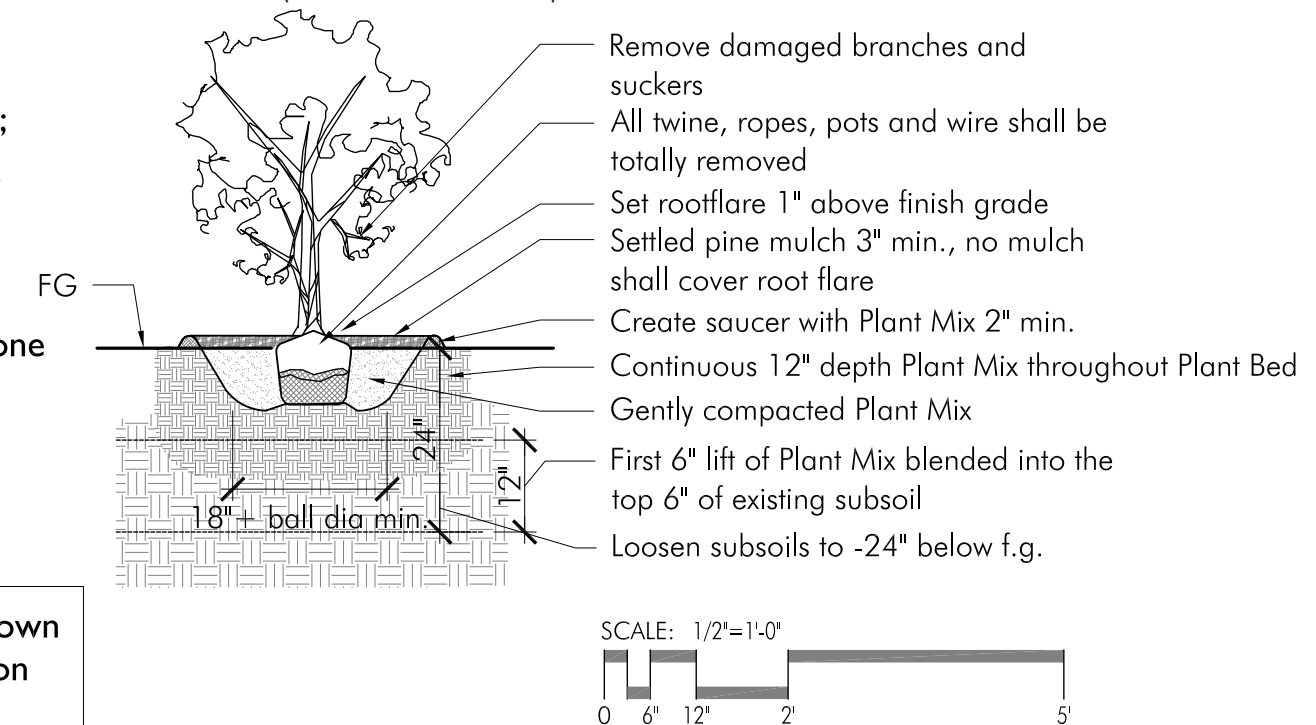 Remove damaged branches and
suckers
;
All twine, ropes, pots and wire shall be
totally removed
Set rootflare 1" above finish grade
Settled pine mulch 3" min., no mulch
shall cover root flare
FG
Create saucer with Plant Mix 2" min.
one
Continuous 12" depth Plant Mix throughout Plant Bed
Gently compacted Plant Mix
24"
First 6" lift of Plant Mix blended into the
top 6" of existing subsoil
12"
18"+ ball dia min.
Loosen subsoils to -24" below f.g.
own
on
SCALE: 1/2"=1'-0"
0 6" 12" 2' 5'